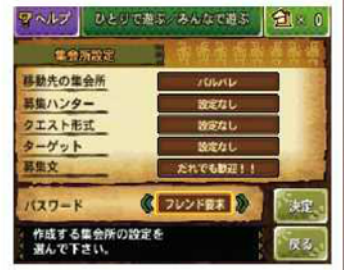 ヘルプ
ひとりで遊ぶ/みんなで遊ぶ
× 0
集会所設定
移動先の集会所
バルバレ
募集ハンター
設定なし
クエスト形式
設定なし
ターゲット
設定なし
募集文
だれでも歓迎!!
パスワード
フレンド要末
決定
作成する集会所の設定を
選んで下さい。
戻る